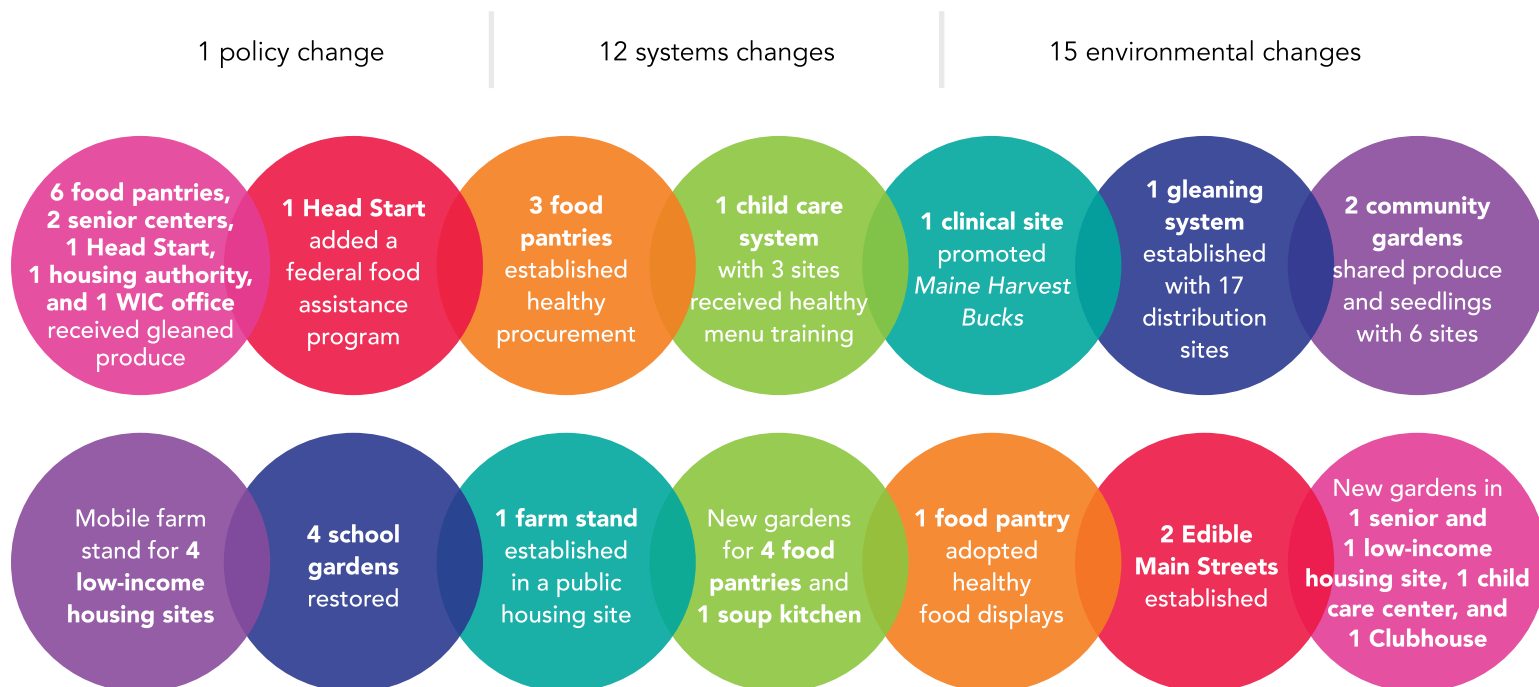 1 policy change
12 systems changes
15 environmental changes
6 food pantries,
2 senior centers,
1 Head Start,
1 housing authority,
and 1 WIC office
received gleaned
produce
1 Head Start
added a
federal food
assistance
program
3 food
pantries
established
healthy
procurement
1 child care
system
with 3 sites
received healthy
menu training
1 clinical site
promoted
Maine Harvest
Bucks
1 gleaning
system
established
with 17
distribution
sites
2 community
gardens
shared produce
and seedlings
with 6 sites
Mobile farm
stand for 4
low-income
housing sites
4 school
gardens
restored
1 farm stand
established
in a public
housing site
New gardens
for 4 food
pantries and
1 soup kitchen
1 food pantry
adopted
healthy
food displays
2 Edible
Main Streets
established
New gardens in
1 senior and
1 low-income
housing site, 1 child
care center, and
1 Clubhouse